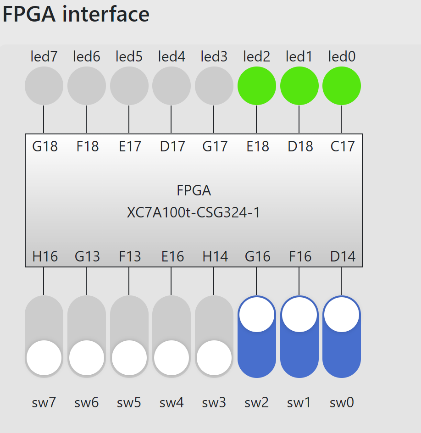 FPGA interface
led7 led6 led5 led4 led3 led2 led1 led0
G18 F18 E17 D17 G17 E18 D18 C17
FPGA
XC7A100t-CSG324-1
H16 G13 F13 E16 H14 G16 F16 D14
sw7 sw6 sw5 sw4 sw3 sw2 sw1 sw0